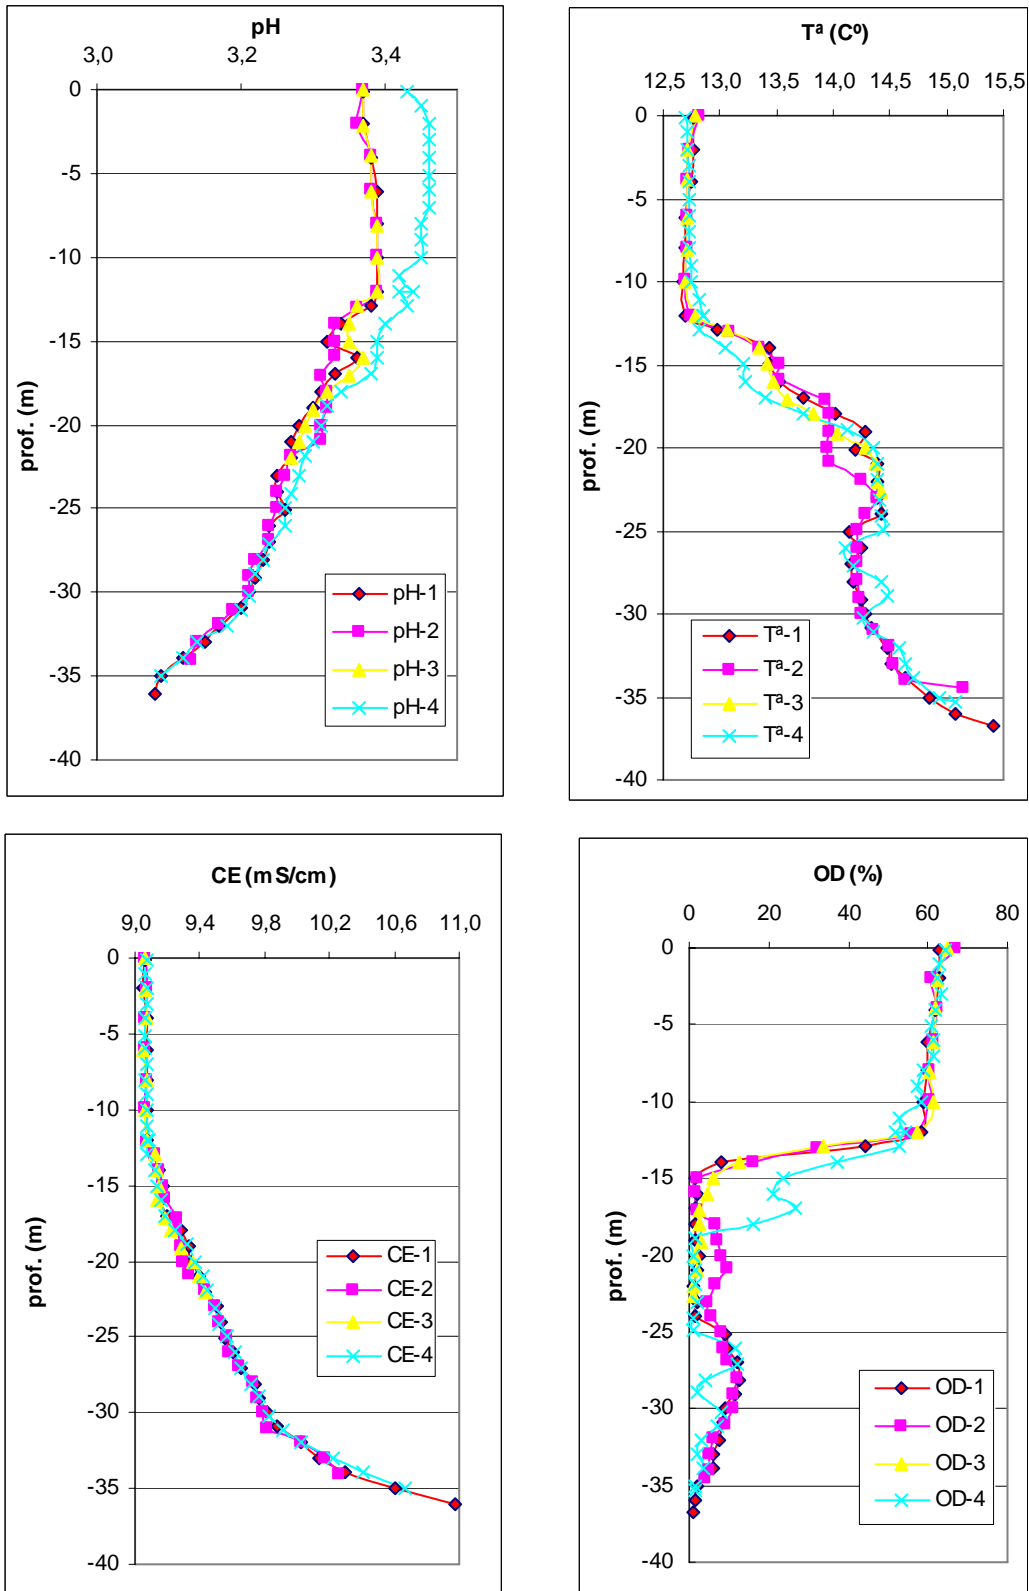 pH
3,0 3,2 3,4
0
-5
-10
-15
-20
-25
-30
-35
-40
prof. (m)
pH-1
pH-2
pH-3
pH-4
Tª (Cº)
12,5 13,0 13,5 14,0 14,5 15,0 15,5
0
-5
-10
-15
-20
-25
-30
-35
-40
prof. (m)
Tª-1
Tª-2
Tª-3
Tª-4
CE (mS/cm)
9,0 9,4 9,8 10,2 10,6 11,0
0
-5
-10
-15
-20
-25
-30
-35
-40
prof. (m)
CE-1
CE-2
CE-3
CE-4
OD (%)
0 20 40 60 80
0
-5
-10
-15
-20
-25
-30
-35
-40
prof. (m)
OD-1
OD-2
OD-3
OD-4